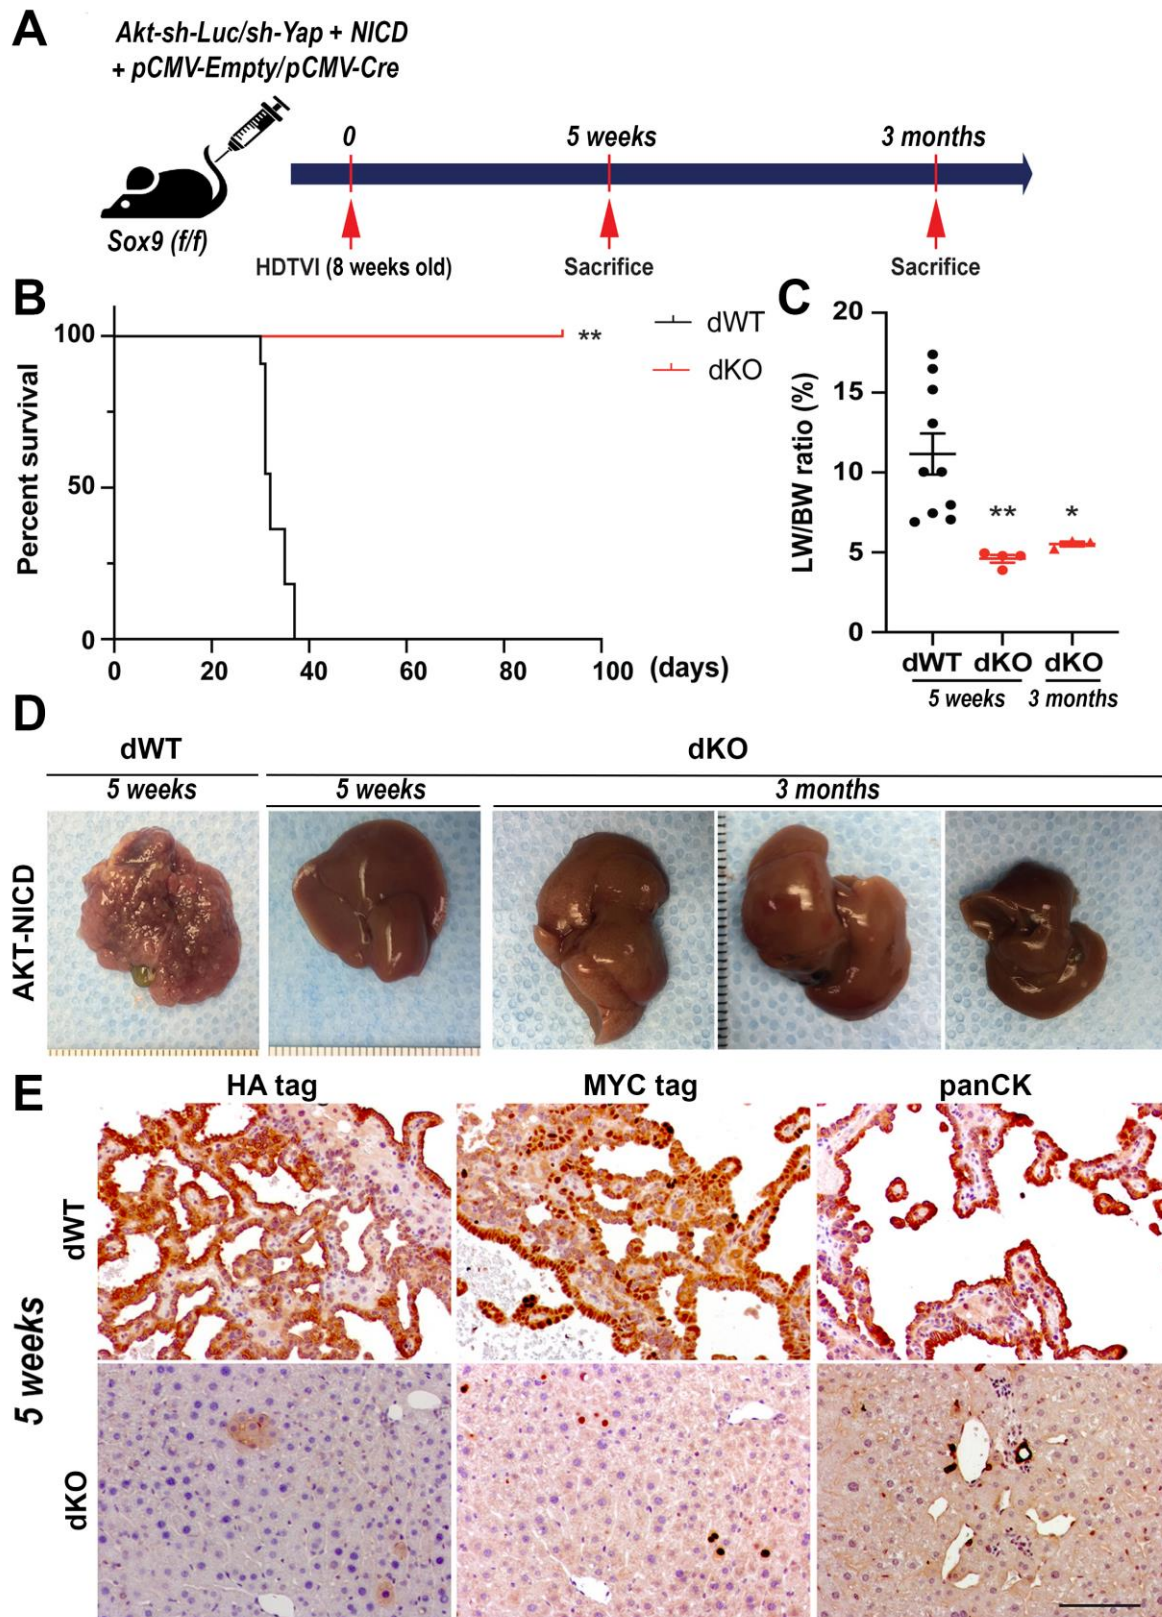 A
Akt-sh-Luc/sh-Yap + NICD
+ pCMV-Empty/pCMV-Cre
0
5 weeks
3 months
Sox9 (f/f)
HDTVI (8 weeks old)
Sacrifice
Sacrifice
B
Percent survival
100
50
0
0
20
40
60
80
100
(days)
**
dWT
dKO
C
LW/BW ratio (%)
20
15
10
5
0
**
*
dWT
dKO
dKO
5 weeks
3 months
D
dWT
dKO
5 weeks
5 weeks
3 months
AKT-NICD
E
HA tag
MYC tag
panCK
5 weeks
dWT
dKO